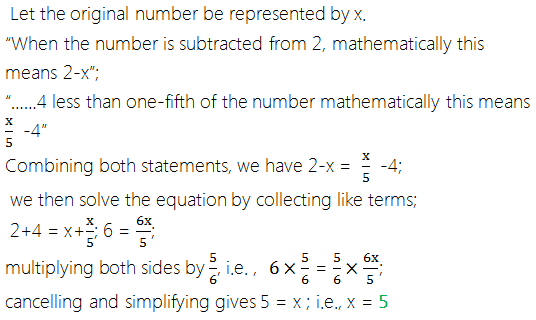 Let the original number be represented by x.
“When the number is subtracted from 2, mathematically this
means 2-x”;
“......4 less than one-fifth of the number mathematically this means
x/5 -4”
Combining both statements, we have 2-x = x/5 -4;
we then solve the equation by collecting like terms;
2+4 = x+x/5; 6 = 6x/5;
multiplying both sides by 5/6, i.e., 6×5/6 = 5/6×6x/5;
cancelling and simplifying gives 5 = x ; i.e., x = 5